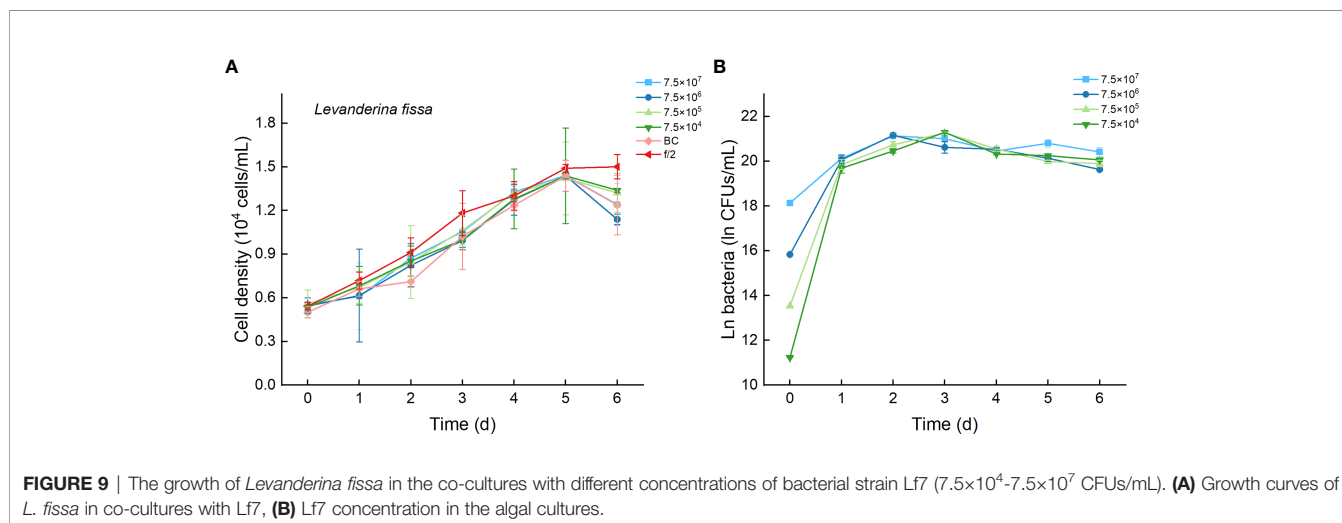 A
Levanderina fissa
7.5×10⁷
7.5×10⁶
7.5×10⁵
7.5×10⁴
BC
f/2
1.8
1.5
1.2
0.9
0.6
0.3
0.0
Cell density (10⁴ cells/mL)
0 1 2 3 4 5 6
Time (d)
B
7.5×10⁷
7.5×10⁶
7.5×10⁵
7.5×10⁴
22
20
18
16
14
12
10
Ln bacteria (ln CFUs/mL)
0 1 2 3 4 5 6
Time (d)
FIGURE 9 | The growth of Levanderina fissa in the co-cultures with different concentrations of bacterial strain Lf7 (7.5×10⁴-7.5×10⁷ CFUs/mL). (A) Growth curves of
L. fissa in co-cultures with Lf7, (B) Lf7 concentration in the algal cultures.